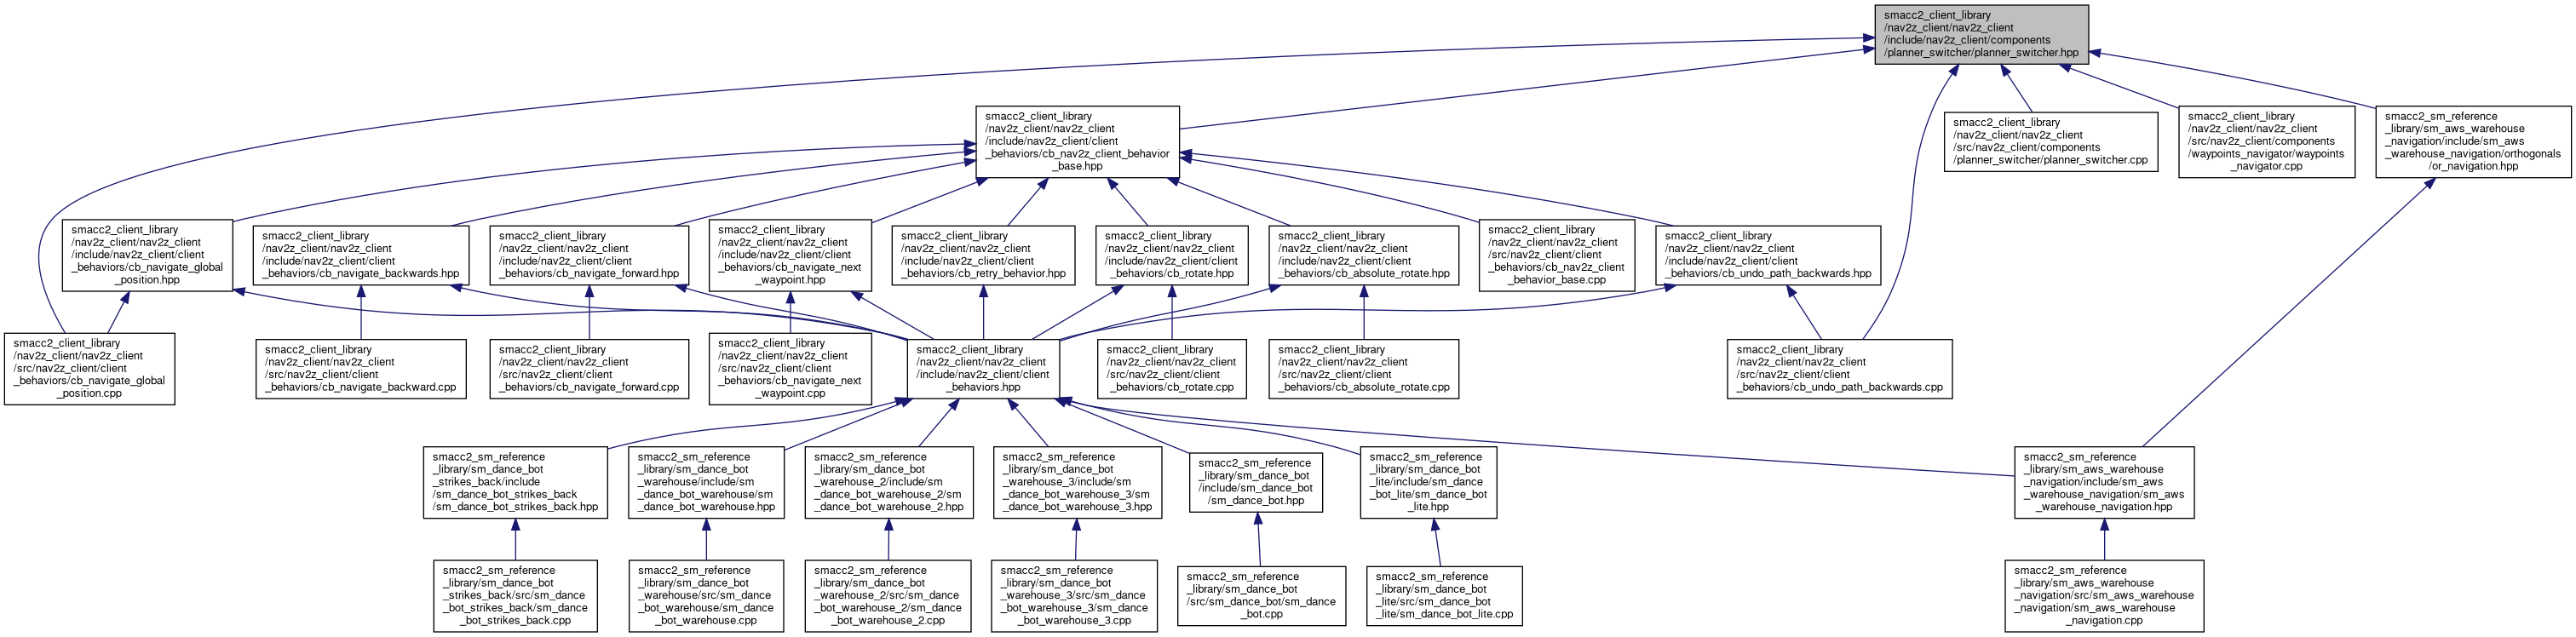 smacc2_client_library
/nav2z_client/nav2z_client
/include/nav2z_client/components
/planner_switcher/planner_switcher.hpp
smacc2_client_library
/nav2z_client/nav2z_client
/include/nav2z_client/client
_behaviors/cb_nav2z_client_behavior
_base.hpp
smacc2_client_library
/nav2z_client/nav2z_client
/src/nav2z_client/components
/planner_switcher/planner_switcher.cpp
smacc2_client_library
/nav2z_client/nav2z_client
/src/nav2z_client/components
/waypoints_navigator/waypoints
_navigator.cpp
smacc2_sm_reference
_library/sm_aws_warehouse
_navigation/include/sm_aws
_warehouse_navigation/orthogonals
/or_navigation.hpp
smacc2_client_library
/nav2z_client/nav2z_client
/include/nav2z_client/client
_behaviors/cb_navigate_global
_position.hpp
smacc2_client_library
/nav2z_client/nav2z_client
/include/nav2z_client/client
_behaviors/cb_navigate_backwards.hpp
smacc2_client_library
/nav2z_client/nav2z_client
/include/nav2z_client/client
_behaviors/cb_navigate_forward.hpp
smacc2_client_library
/nav2z_client/nav2z_client
/include/nav2z_client/client
_behaviors/cb_navigate_next
_waypoint.hpp
smacc2_client_library
/nav2z_client/nav2z_client
/include/nav2z_client/client
_behaviors/cb_retry_behavior.hpp
smacc2_client_library
/nav2z_client/nav2z_client
/include/nav2z_client/client
_behaviors/cb_rotate.hpp
smacc2_client_library
/nav2z_client/nav2z_client
/include/nav2z_client/client
_behaviors/cb_absolute_rotate.hpp
smacc2_client_library
/nav2z_client/nav2z_client
/src/nav2z_client/client
_behaviors/cb_nav2z_client
_behavior_base.cpp
smacc2_client_library
/nav2z_client/nav2z_client
/include/nav2z_client/client
_behaviors/cb_undo_path_backwards.hpp
smacc2_client_library
/nav2z_client/nav2z_client
/src/nav2z_client/client
_behaviors/cb_navigate_global
_position.cpp
smacc2_client_library
/nav2z_client/nav2z_client
/src/nav2z_client/client
_behaviors/cb_navigate_backward.cpp
smacc2_client_library
/nav2z_client/nav2z_client
/src/nav2z_client/client
_behaviors/cb_navigate_forward.cpp
smacc2_client_library
/nav2z_client/nav2z_client
/src/nav2z_client/client
_behaviors/cb_navigate_next
_waypoint.cpp
smacc2_client_library
/nav2z_client/nav2z_client
/include/nav2z_client/client
_behaviors.hpp
smacc2_client_library
/nav2z_client/nav2z_client
/src/nav2z_client/client
_behaviors/cb_rotate.cpp
smacc2_client_library
/nav2z_client/nav2z_client
/src/nav2z_client/client
_behaviors/cb_absolute_rotate.cpp
smacc2_client_library
/nav2z_client/nav2z_client
/src/nav2z_client/client
_behaviors/cb_undo_path_backwards.cpp
smacc2_sm_reference
_library/sm_dance_bot
_strikes_back/include
/sm_dance_bot_strikes_back
/sm_dance_bot_strikes_back.hpp
smacc2_sm_reference
_library/sm_dance_bot
_warehouse/include/sm
_dance_bot_warehouse/sm
_dance_bot_warehouse.hpp
smacc2_sm_reference
_library/sm_dance_bot
_warehouse_2/include/sm
_dance_bot_warehouse_2/sm
_dance_bot_warehouse_2.hpp
smacc2_sm_reference
_library/sm_dance_bot
_warehouse_3/include/sm
_dance_bot_warehouse_3/sm
_dance_bot_warehouse_3.hpp
smacc2_sm_reference
_library/sm_dance_bot
/include/sm_dance_bot
/sm_dance_bot.hpp
smacc2_sm_reference
_library/sm_dance_bot
_lite/include/sm_dance
_bot_lite/sm_dance_bot
_lite.hpp
smacc2_sm_reference
_library/sm_aws_warehouse
_navigation/include/sm_aws
_warehouse_navigation/sm_aws
_warehouse_navigation.hpp
smacc2_sm_reference
_library/sm_dance_bot
_strikes_back/src/sm_dance
_bot_strikes_back/sm_dance
_bot_strikes_back.cpp
smacc2_sm_reference
_library/sm_dance_bot
_warehouse/src/sm_dance
_bot_warehouse/sm_dance
_bot_warehouse.cpp
smacc2_sm_reference
_library/sm_dance_bot
_warehouse_2/src/sm_dance
_bot_warehouse_2/sm_dance
_bot_warehouse_2.cpp
smacc2_sm_reference
_library/sm_dance_bot
_warehouse_3/src/sm_dance
_bot_warehouse_3/sm_dance
_bot_warehouse_3.cpp
smacc2_sm_reference
_library/sm_dance_bot
/src/sm_dance_bot/sm_dance
_bot.cpp
smacc2_sm_reference
_library/sm_dance_bot
_lite/src/sm_dance_bot
_lite/sm_dance_bot_lite.cpp
smacc2_sm_reference
_library/sm_aws_warehouse
_navigation/src/sm_aws_warehouse
_navigation/sm_aws_warehouse
_navigation.cpp